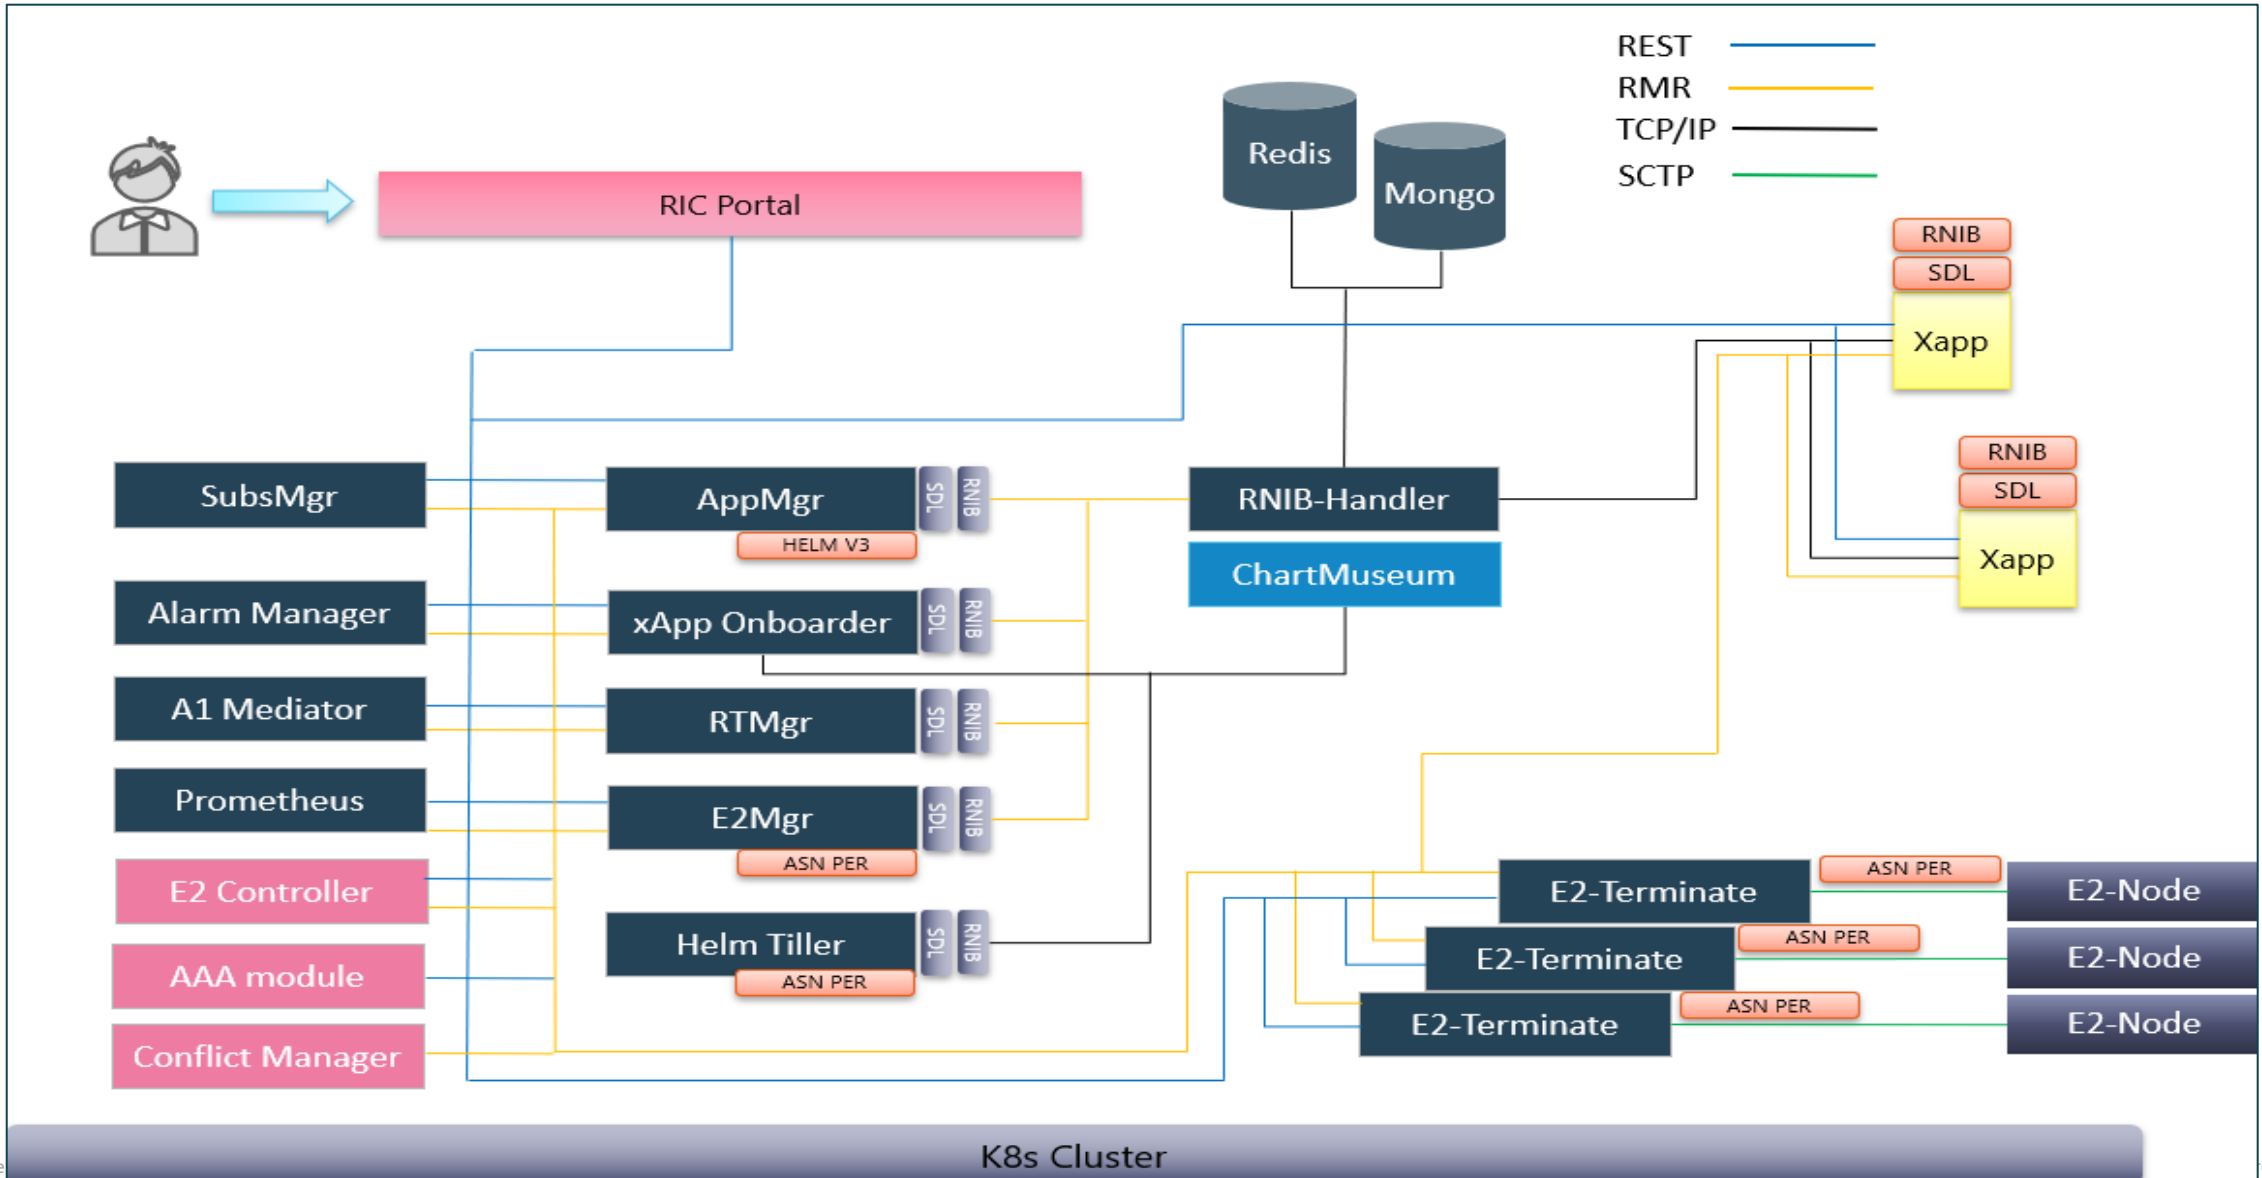 REST
RMR
TCP/IP
SCTP
Redis
Mongo
RIC Portal
RNIB
SDL
Xapp
RNIB
SDL
Xapp
SubsMgr
AppMgr
SDL
RNIB
HELM V3
RNIB-Handler
ChartMuseum
Alarm Manager
xApp Onboarder
SDL
RNIB
A1 Mediator
RTMgr
SDL
RNIB
Prometheus
E2Mgr
SDL
RNIB
ASN PER
E2 Controller
Helm Tiller
SDL
RNIB
ASN PER
AAA module
Conflict Manager
E2-Terminate
ASN PER
E2-Node
E2-Terminate
ASN PER
E2-Node
E2-Terminate
ASN PER
E2-Node
K8s Cluster